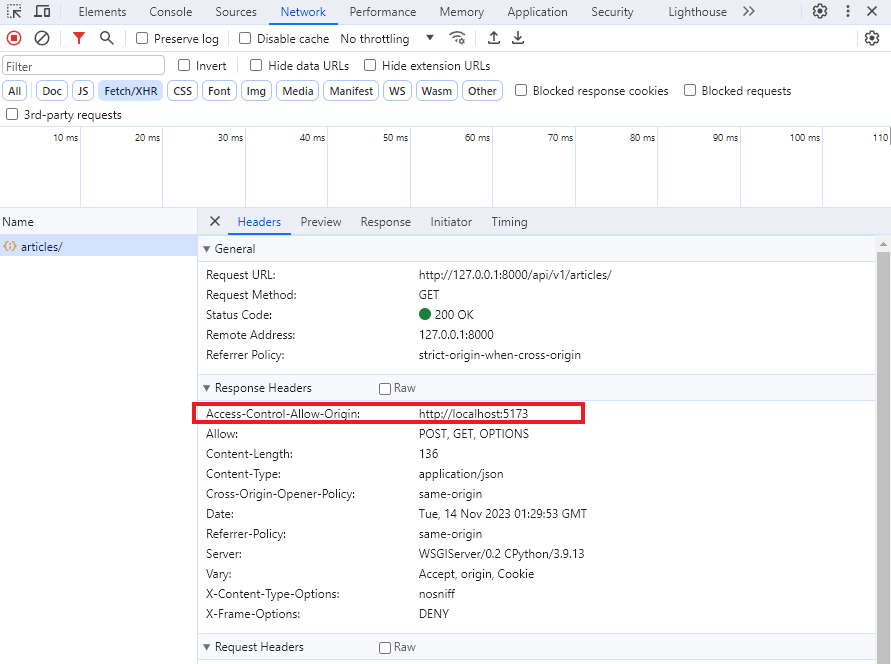 Elements Console Sources Network Performance Memory Application Security Lighthouse
Preserve log Disable cache No throttling
Filter Invert Hide data URLs Hide extension URLs
All Doc JS Fetch/XHR CSS Font Img Media Manifest WS Wasm Other Blocked response cookies Blocked requests
3rd-party requests
10 ms 20 ms 30 ms 40 ms 50 ms 60 ms 70 ms 80 ms 90 ms 100 ms 110
Name Headers Preview Response Initiator Timing
articles/
General
Request URL: http://127.0.0.1:8000/api/v1/articles/
Request Method: GET
Status Code: 200 OK
Remote Address: 127.0.0.1:8000
Referrer Policy: strict-origin-when-cross-origin
Response Headers Raw
Access-Control-Allow-Origin: http://localhost:5173
Allow: POST, GET, OPTIONS
Content-Length: 136
Content-Type: application/json
Cross-Origin-Opener-Policy: same-origin
Date: Tue, 14 Nov 2023 01:29:53 GMT
Referrer-Policy: same-origin
Server: WSGIServer/0.2 CPython/3.9.13
Vary: Accept, origin, Cookie
X-Content-Type-Options: nosniff
X-Frame-Options: DENY
Request Headers Raw